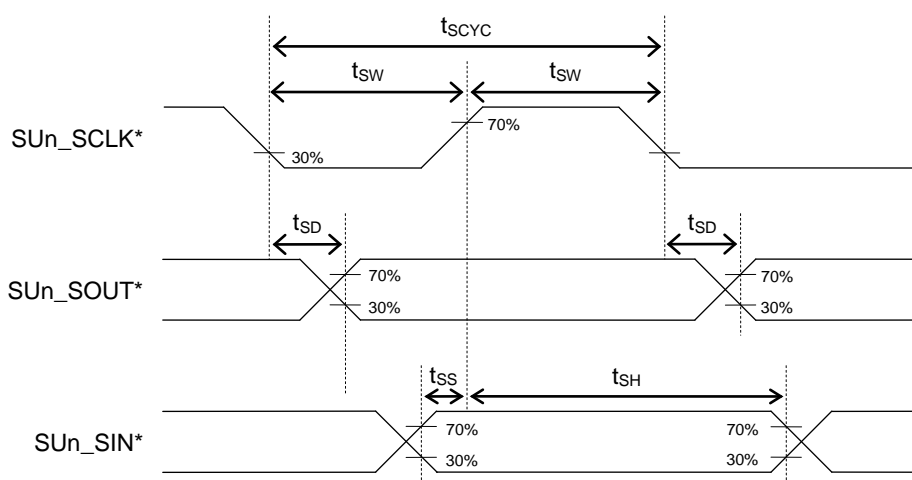 tSCYC
tSW tSW
SUn_SCLK*
70%
30%
tSD tSD
SUn_SOUT*
70% 70%
30% 30%
tSS tSH
SUn_SIN*
70% 70%
30% 30%